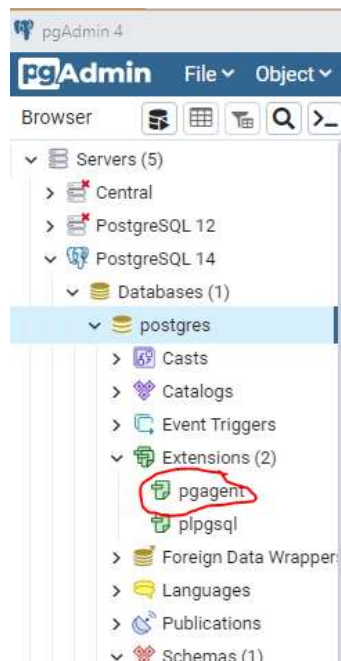 pgAdmin 4
pgAdmin File Object
Browser
Servers (5)
Central
PostgreSQL 12
PostgreSQL 14
Databases (1)
postgres
Casts
Catalogs
Event Triggers
Extensions (2)
pgagent
plpgsql
Foreign Data Wrapper
Languages
Publications
Schemas (1)